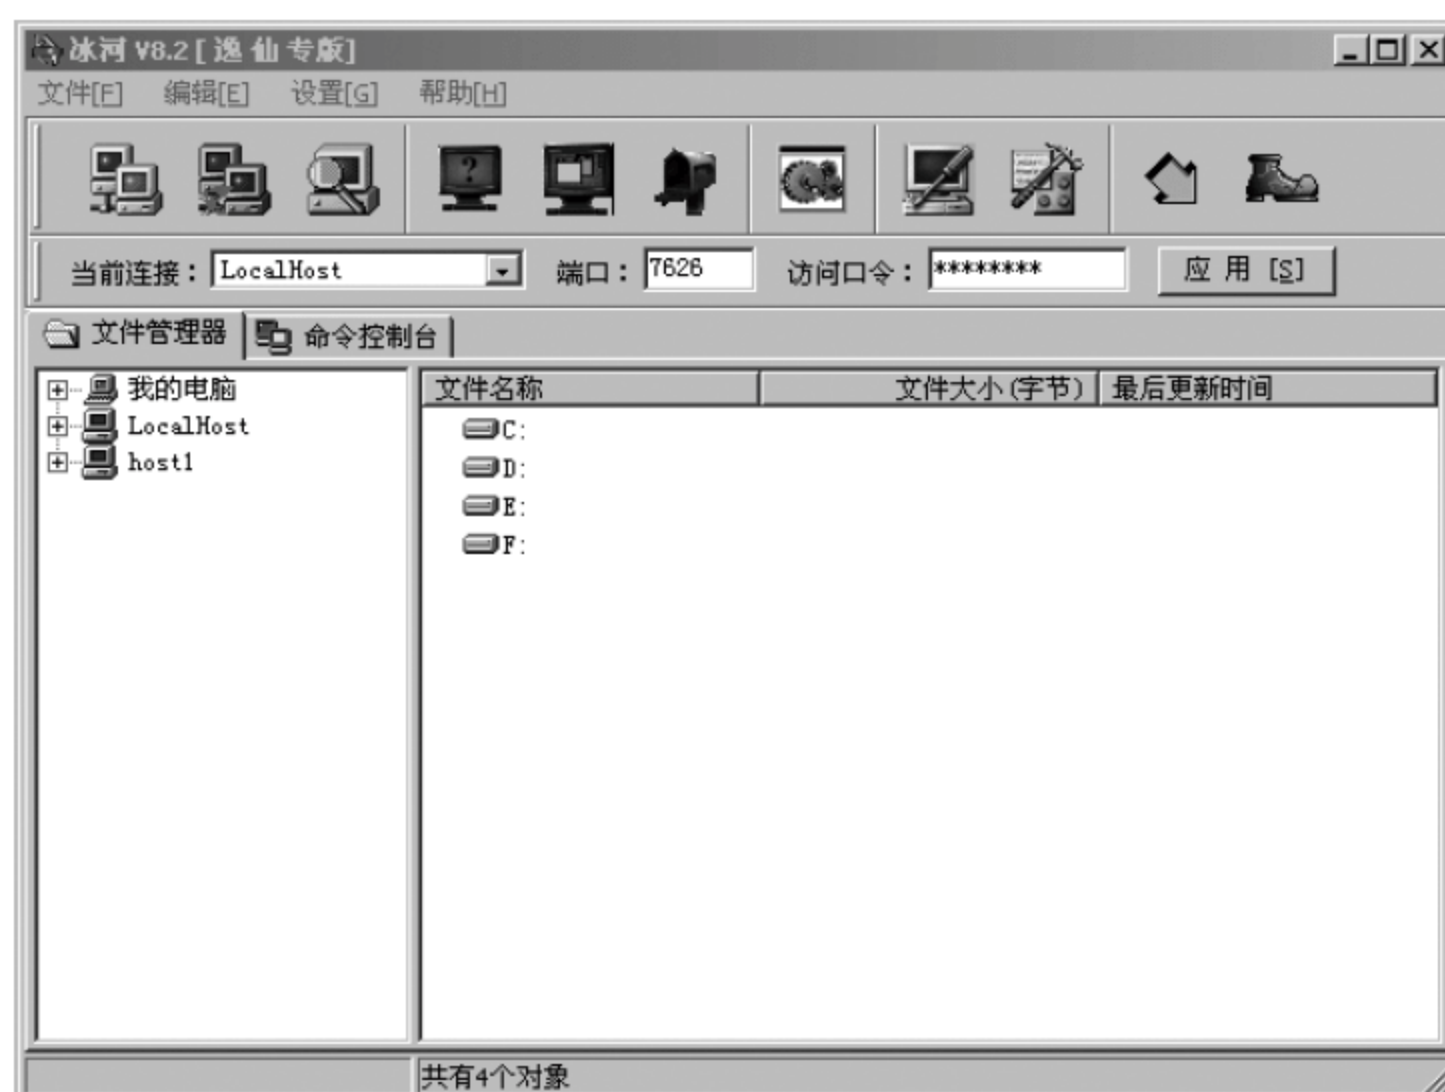 冰河 V8.2 [ 逸 仙 专 版]
文件[F] 编辑[E] 设置[G] 帮助[H]
当前连接： LocalHost 端口： 7626 访问口令： ******** 应 用 [S]
文件管理器 命令控制台
我的电脑
LocalHost
host1
文件名称 文件大小(字节) 最后更新时间
C:
D:
E:
F:
共有4个对象